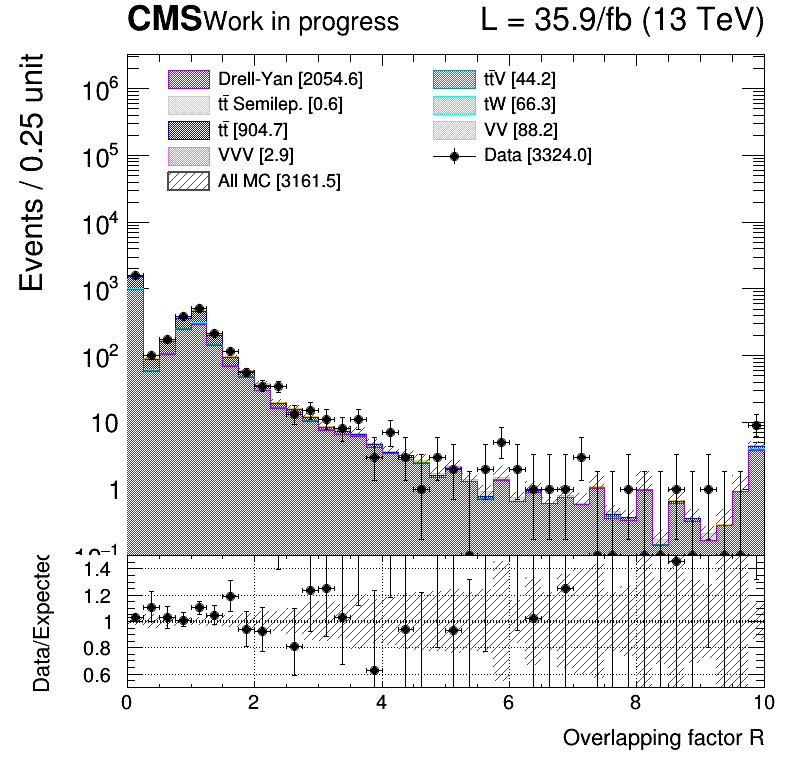 CMS Work in progress L = 35.9/fb (13 TeV)
Events / 0.25 unit
Drell-Yan [2054.6]
tt̄ Semilep. [0.6]
tt̄ [904.7]
VVV [2.9]
All MC [3161.5]
tt̄V [44.2]
tW [66.3]
VV [88.2]
Data [3324.0]
10⁶
10⁵
10⁴
10³
10²
10
1
10⁻¹
Data/Expected
1.4
1.2
1
0.8
0.6
0 2 4 6 8 10
Overlapping factor R